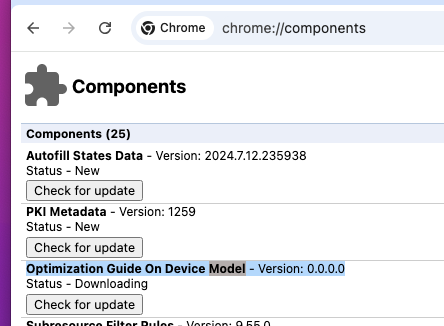 Chrome chrome://components
Components
Components (25)
Autofill States Data - Version: 2024.7.12.235938
Status - New
Check for update
PKI Metadata - Version: 1259
Status - New
Check for update
Optimization Guide On Device Model - Version: 0.0.0.0
Status - Downloading
Check for update
Subresource Filter Rules - Version: 9.55.0